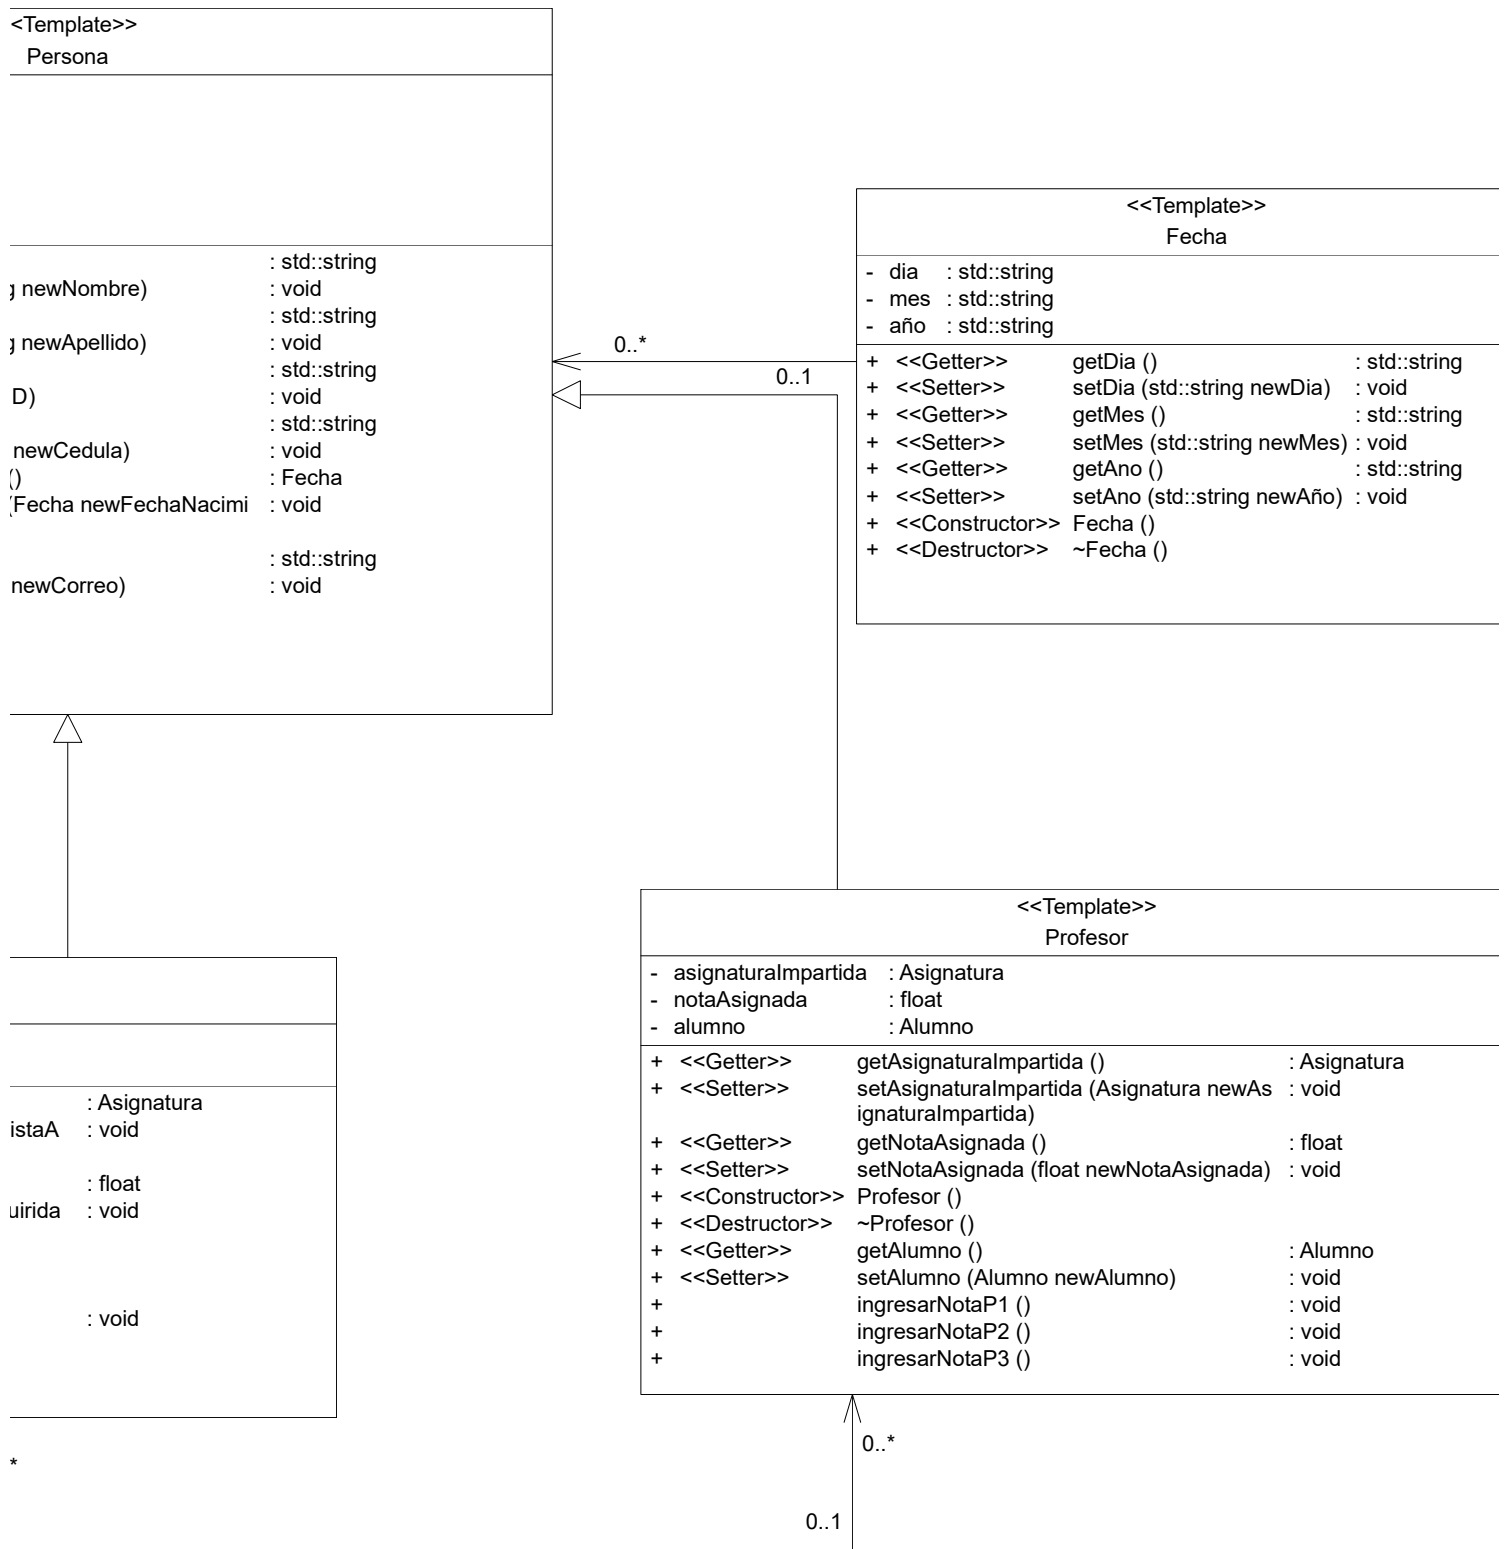 <Template>>
Persona
: std::string
newNombre) : void
: std::string
newApellido) : void
: std::string
D) : void
: std::string
newCedula) : void
() : Fecha
(Fecha newFechaNacimi : void
: std::string
newCorreo) : void
<<Template>>
Fecha
- dia : std::string
- mes : std::string
- año : std::string
+ <<Getter>> getDia () : std::string
+ <<Setter>> setDia (std::string newDia) : void
+ <<Getter>> getMes () : std::string
+ <<Setter>> setMes (std::string newMes) : void
+ <<Getter>> getAno () : std::string
+ <<Setter>> setAno (std::string newAño) : void
+ <<Constructor>> Fecha ()
+ <<Destructor>> ~Fecha ()
0..*
0..1
<<Template>>
Profesor
- asignaturaImpartida : Asignatura
- notaAsignada : float
- alumno : Alumno
+ <<Getter>> getAsignaturaImpartida () : Asignatura
+ <<Setter>> setAsignaturaImpartida (Asignatura newAs : void
ignaturaImpartida)
+ <<Getter>> getNotaAsignada () : float
+ <<Setter>> setNotaAsignada (float newNotaAsignada) : void
+ <<Constructor>> Profesor ()
+ <<Destructor>> ~Profesor ()
+ <<Getter>> getAlumno () : Alumno
+ <<Setter>> setAlumno (Alumno newAlumno) : void
+ ingresarNotaP1 () : void
+ ingresarNotaP2 () : void
+ ingresarNotaP3 () : void
: Asignatura
istaA : void
: float
uirida : void
: void
*
0..*
0..1